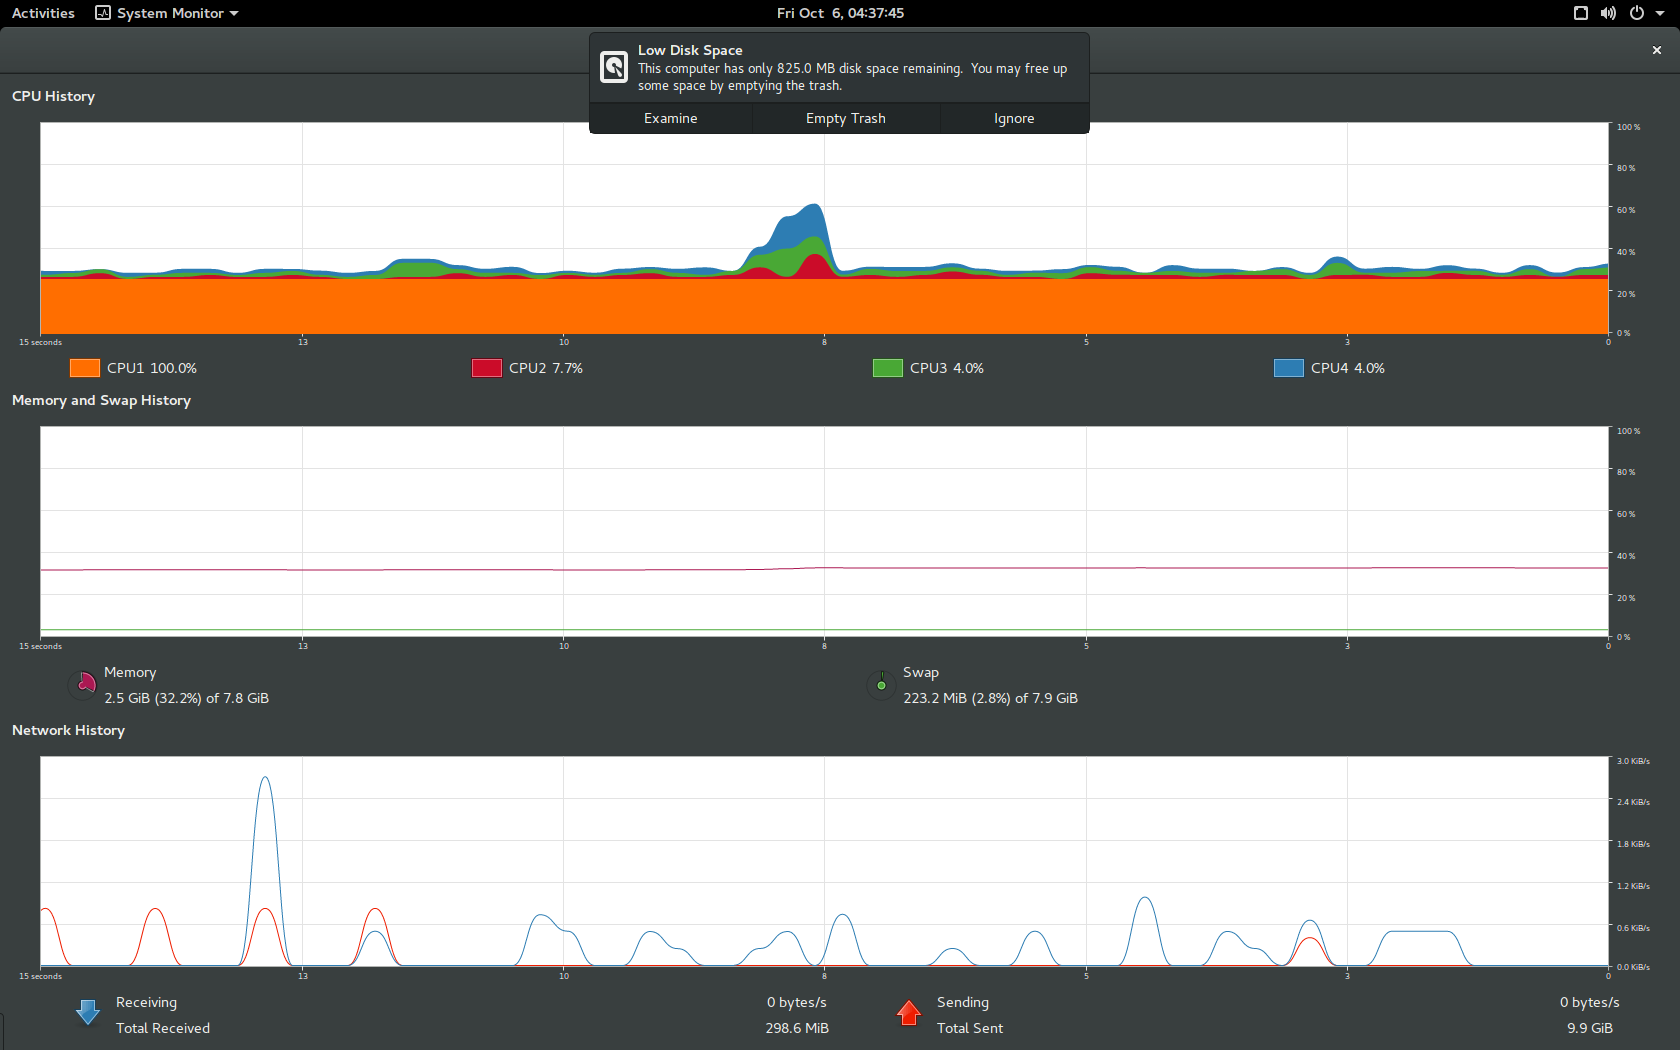 Activities System Monitor Fri Oct 6, 04:37:45
Low Disk Space
This computer has only 825.0 MB disk space remaining. You may free up
some space by emptying the trash.
Examine Empty Trash Ignore
CPU History
100 %
80 %
60 %
40 %
20 %
0 %
15 seconds 13 10 8 5 3 0
CPU1 100.0% CPU2 7.7% CPU3 4.0% CPU4 4.0%
Memory and Swap History
100 %
80 %
60 %
40 %
20 %
0 %
15 seconds 13 10 8 5 3 0
Memory Swap
2.5 GiB (32.2%) of 7.8 GiB 223.2 MiB (2.8%) of 7.9 GiB
Network History
3.0 KiB/s
2.4 KiB/s
1.8 KiB/s
1.2 KiB/s
0.6 KiB/s
0.0 KiB/s
15 seconds 13 10 8 5 3 0
Receiving 0 bytes/s Sending 0 bytes/s
Total Received 298.6 MiB Total Sent 9.9 GiB